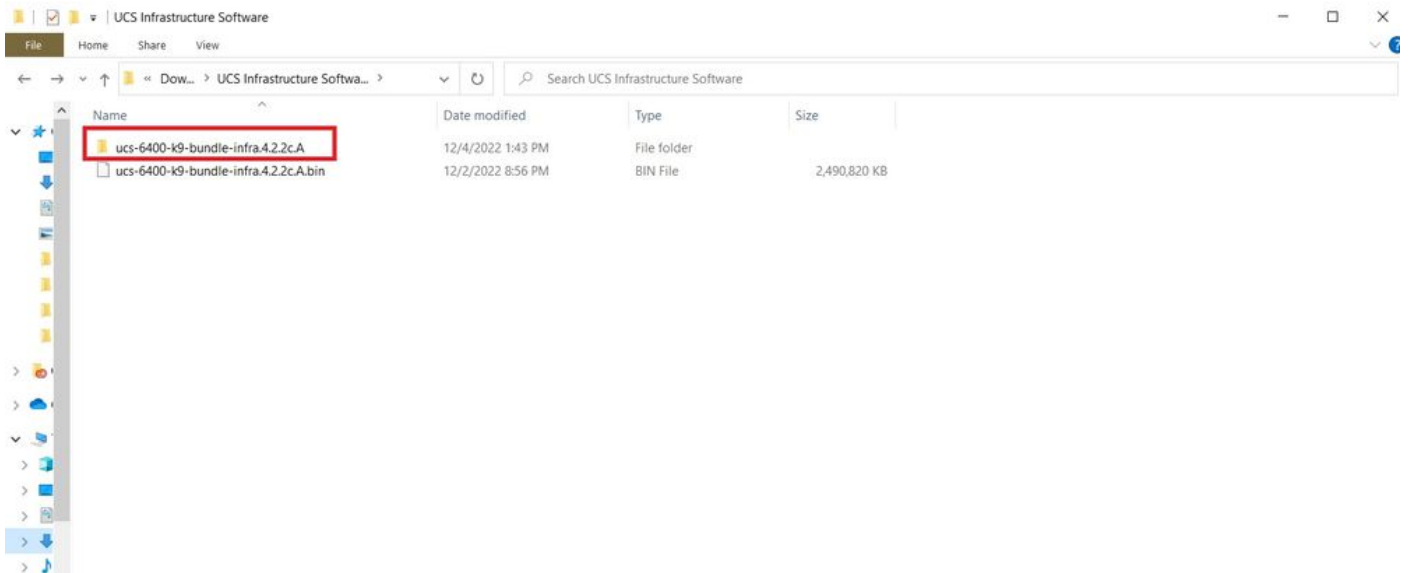 UCS Infrastructure Software
File Home Share View
« Dow... > UCS Infrastructure Softwa... > Search UCS Infrastructure Software
Name Date modified Type Size
ucs-6400-k9-bundle-infra.4.2.2c.A 12/4/2022 1:43 PM File folder
ucs-6400-k9-bundle-infra.4.2.2c.A.bin 12/2/2022 8:56 PM BIN File 2,490,820 KB